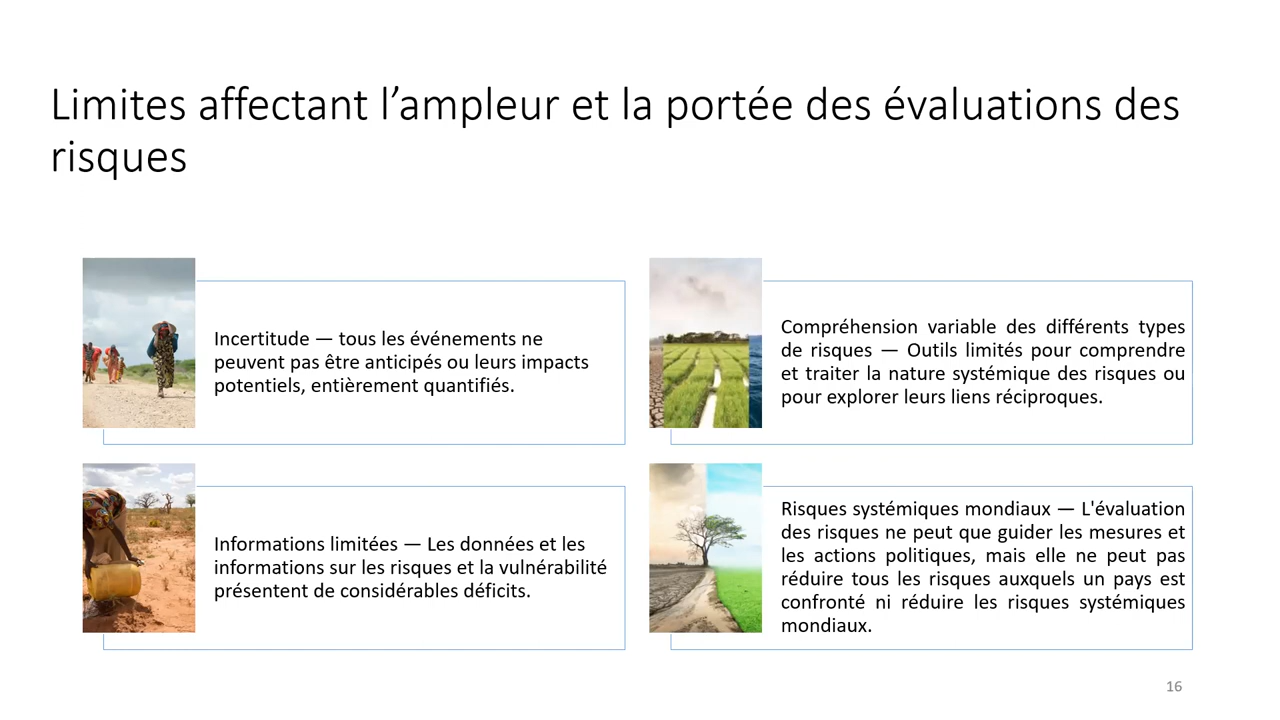 Limites affectant l’ampleur et la portée des évaluations des
risques
Incertitude — tous les événements ne
peuvent pas être anticipés ou leurs impacts
potentiels, entièrement quantifiés.
Compréhension variable des différents types
de risques — Outils limités pour comprendre
et traiter la nature systémique des risques ou
pour explorer leurs liens réciproques.
Informations limitées — Les données et les
informations sur les risques et la vulnérabilité
présentent de considérables déficits.
Risques systémiques mondiaux — L'évaluation
des risques ne peut que guider les mesures et
les actions politiques, mais elle ne peut pas
réduire tous les risques auxquels un pays est
confronté ni réduire les risques systémiques
mondiaux.
16